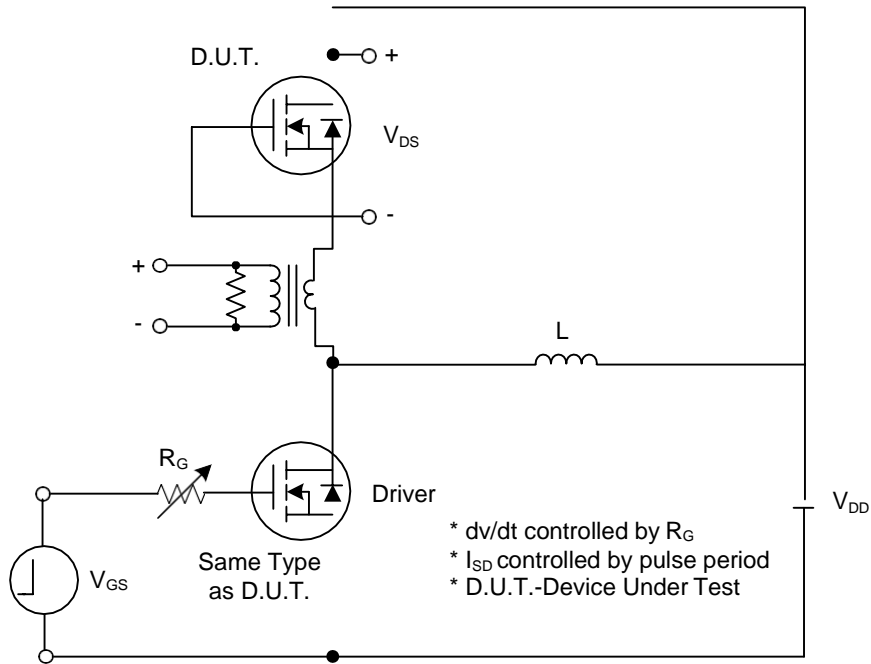 D.U.T.
+
V_DS
-
+
-
L
R_G
Driver
V_DD
* dv/dt controlled by R_G
* I_SD controlled by pulse period
* D.U.T.-Device Under Test
Same Type
as D.U.T.
V_GS